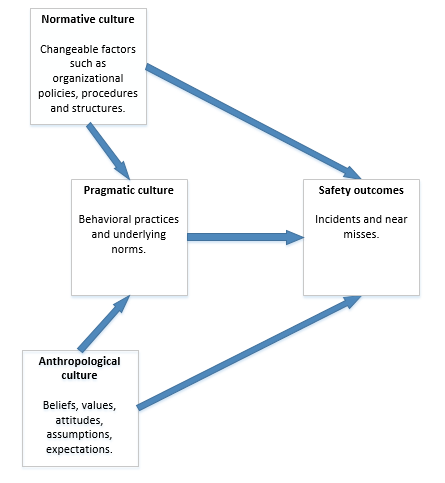 Normative culture
Changeable factors
such as
organizational
policies, procedures
and structures.
Pragmatic culture
Behavioral practices
and underlying
norms.
Safety outcomes
Incidents and near
misses.
Anthropological
culture
Beliefs, values,
attitudes,
assumptions,
expectations.